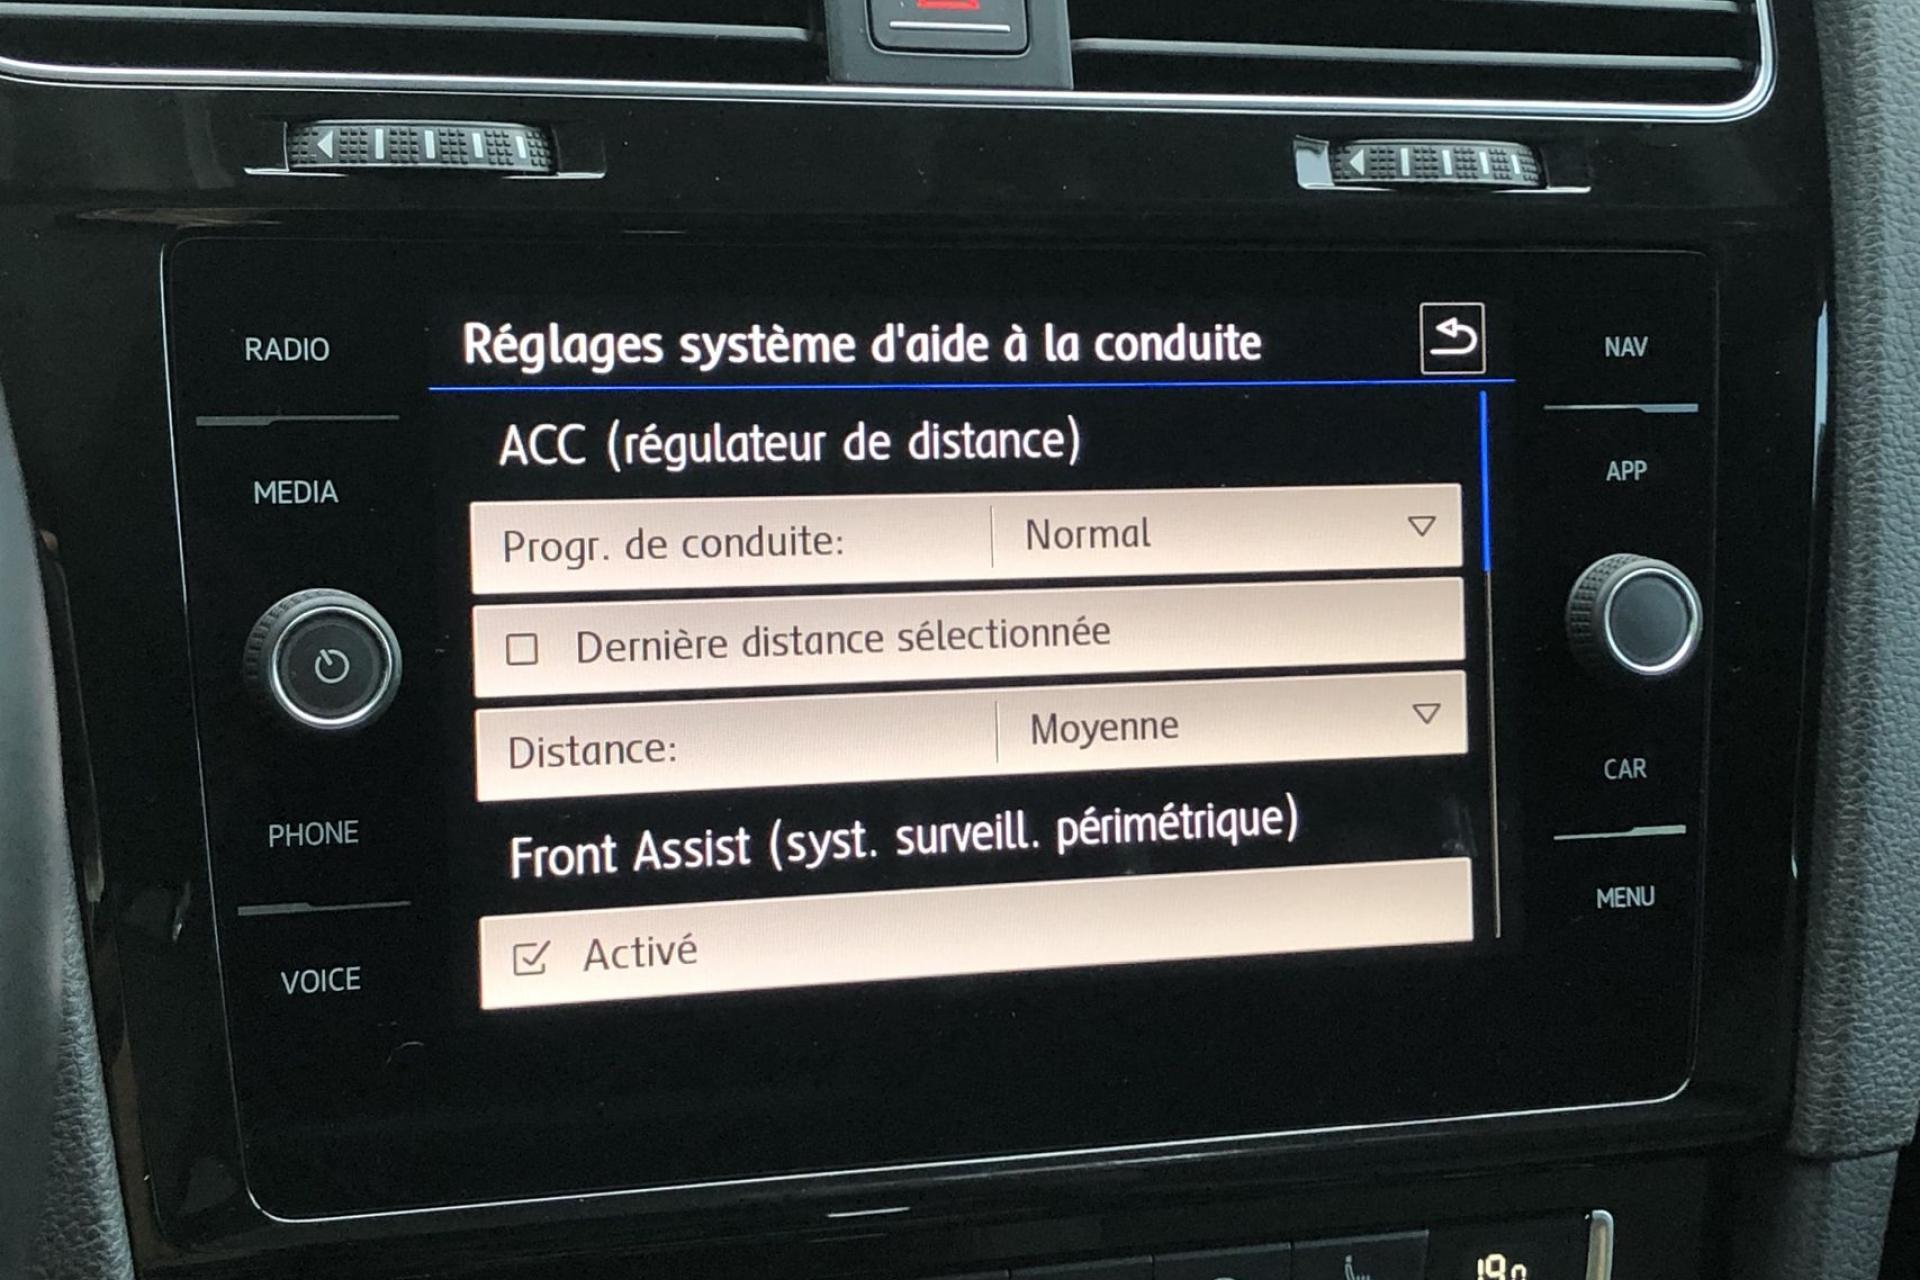 RADIO
MEDIA
PHONE
VOICE
Réglages système d'aide à la conduite
ACC (régulateur de distance)
Progr. de conduite: Normal
Dernière distance sélectionnée
Distance: Moyenne
Front Assist (syst. surveill. périmétrique)
Activé
NAV
APP
CAR
MENU